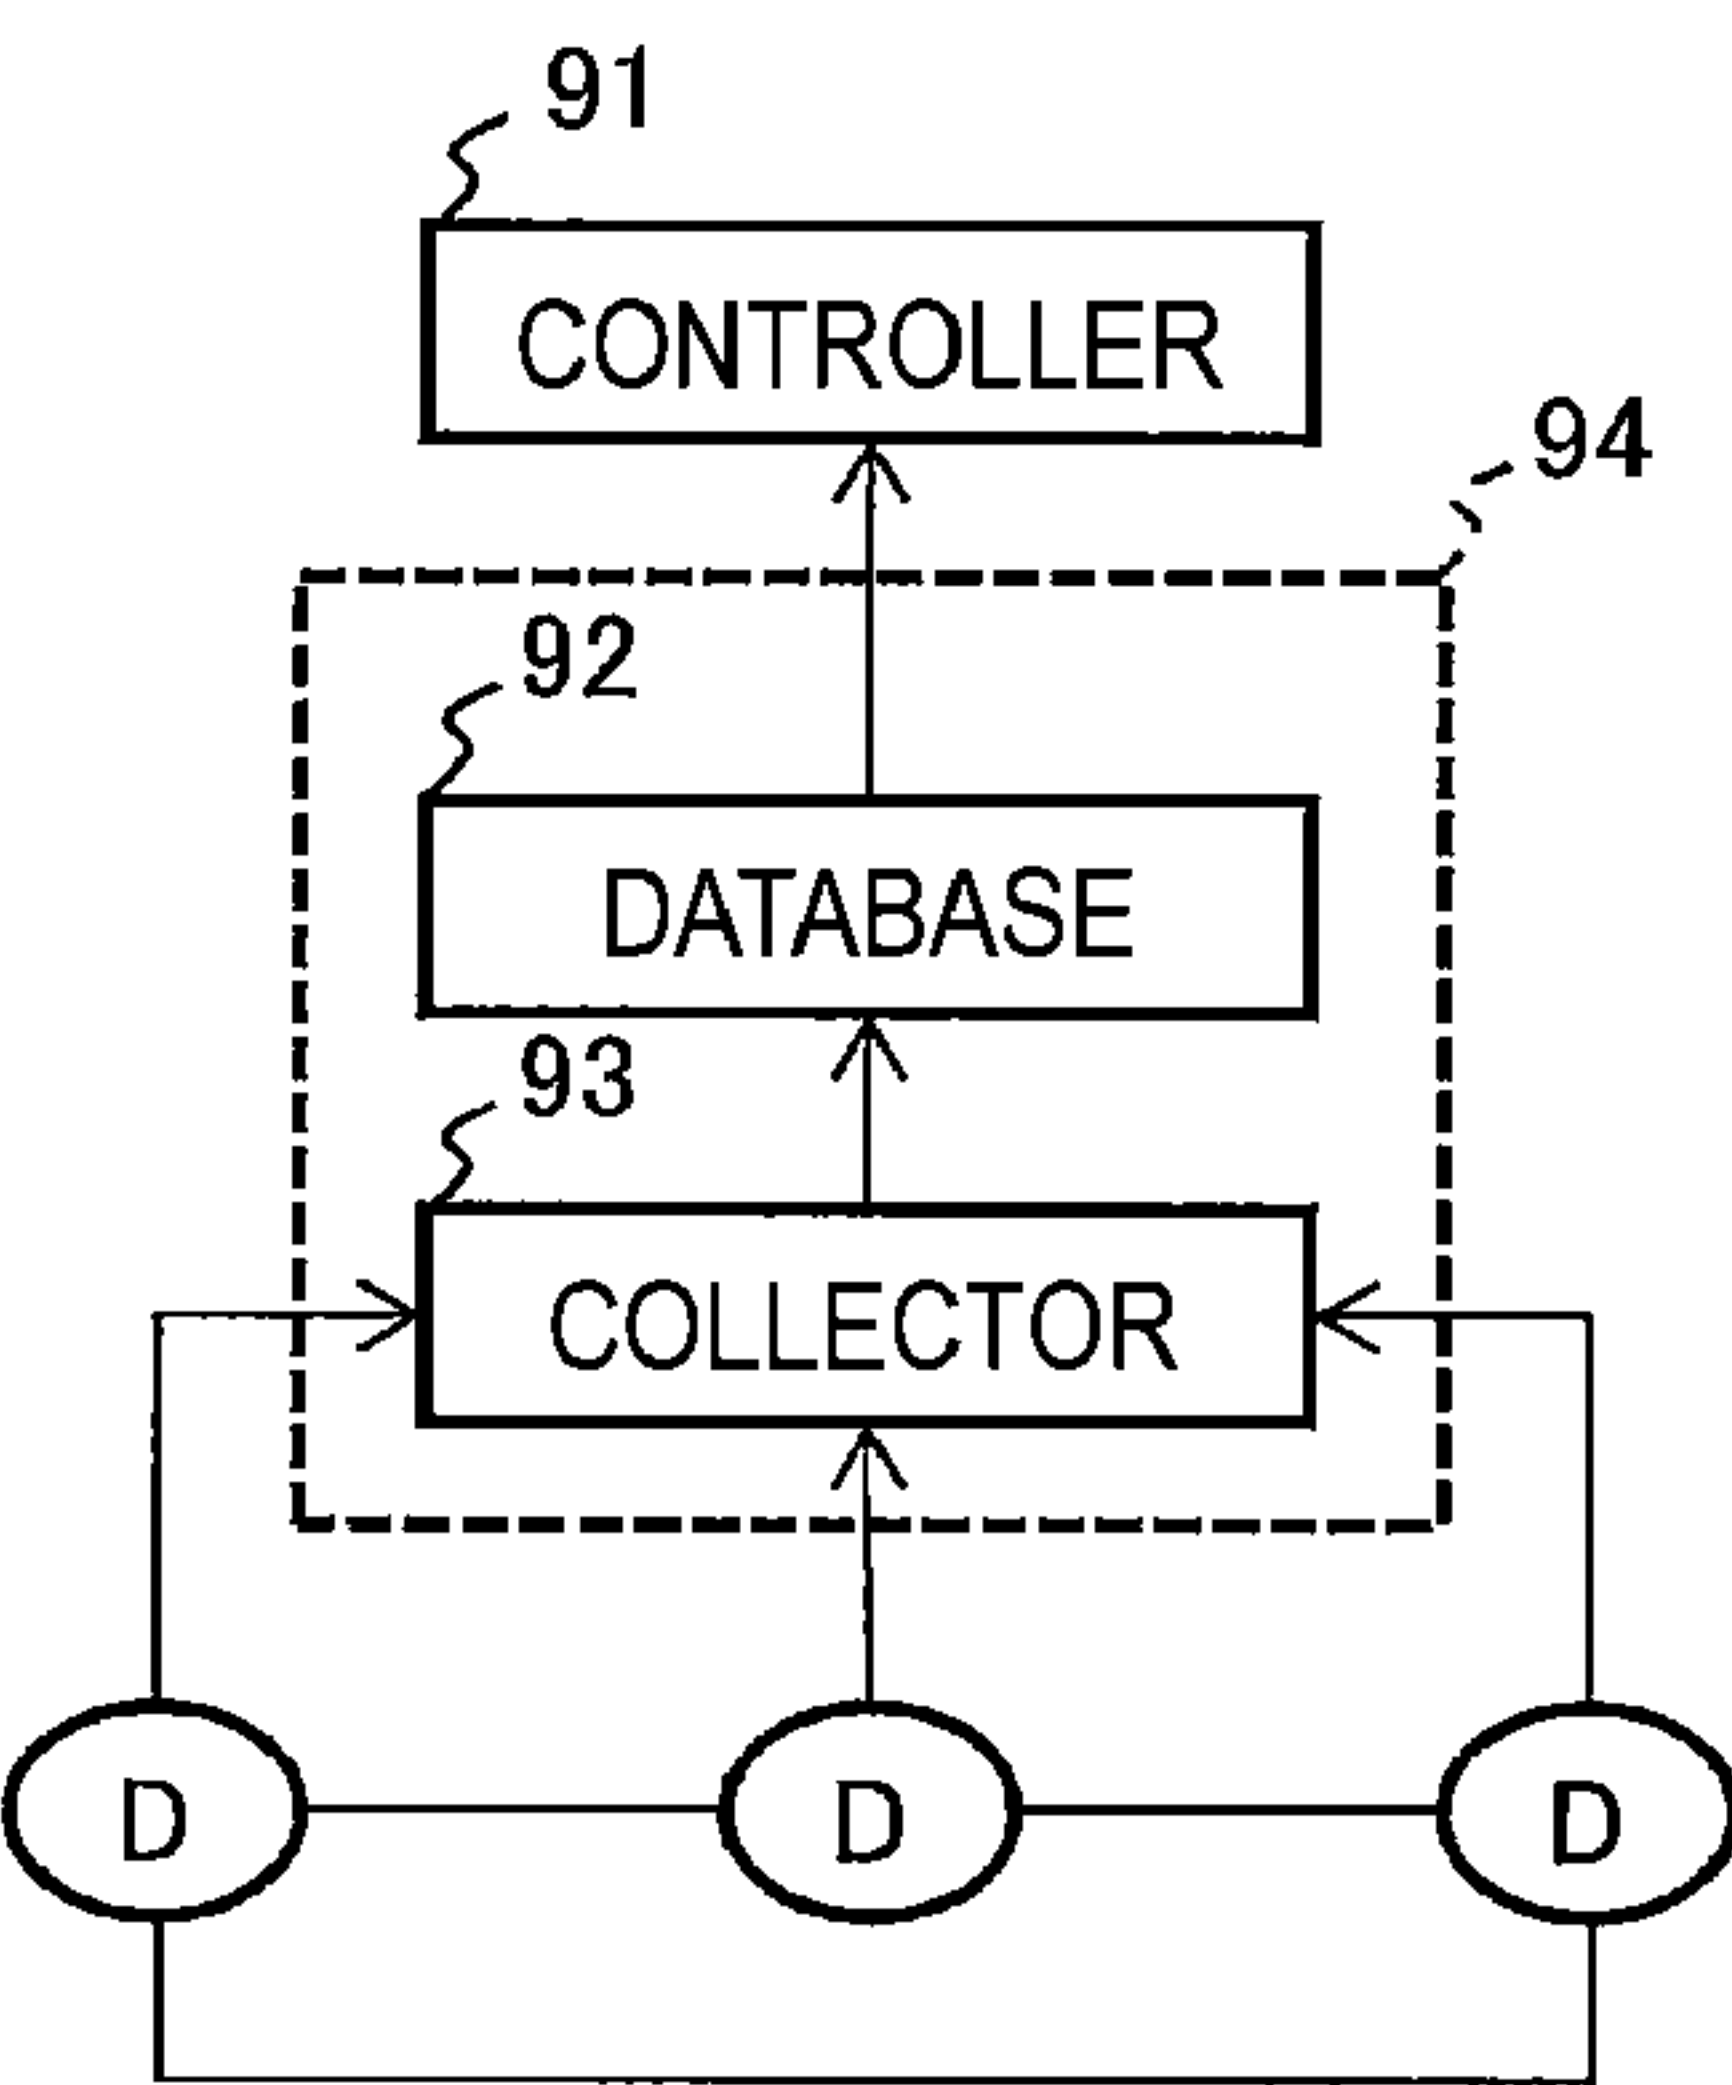 91
CONTROLLER
94
92
DATABASE
93
COLLECTOR
D D D